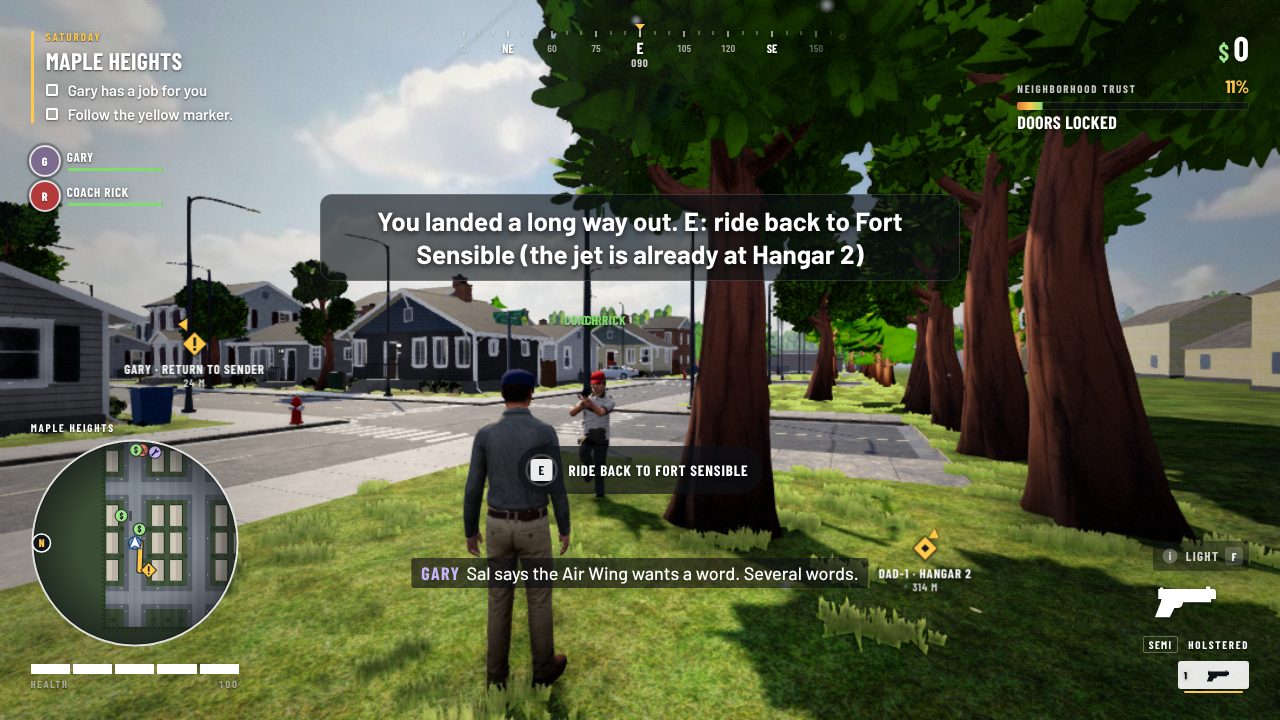 SATURDAY
MAPLE HEIGHTS
Gary has a job for you
Follow the yellow marker.
G GARY
R COACH RICK
30 NE 60 75 E 105 120 SE 150
090
$ 0
NEIGHBORHOOD TRUST 11%
DOORS LOCKED
You landed a long way out. E: ride back to Fort
Sensible (the jet is already at Hangar 2)
COACH RICK
GARY · RETURN TO SENDER
24 M
MAPLE HEIGHTS
E RIDE BACK TO FORT SENSIBLE
N
GARY Sal says the Air Wing wants a word. Several words.
DAD-1 · HANGAR 2
314 M
LIGHT F
SEMI HOLSTERED
1
HEALTH 100